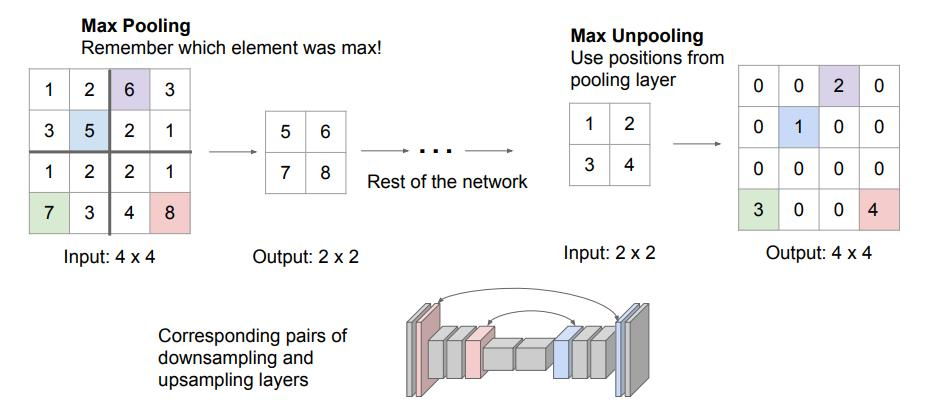 Max Pooling
Remember which element was max!
1 2 6 3
3 5 2 1
1 2 2 1
7 3 4 8
Input: 4 x 4
5 6
7 8
Output: 2 x 2
...
Rest of the network
Max Unpooling
Use positions from
pooling layer
1 2
3 4
Input: 2 x 2
0 0 2 0
0 1 0 0
0 0 0 0
3 0 0 4
Output: 4 x 4
Corresponding pairs of
downsampling and
upsampling layers